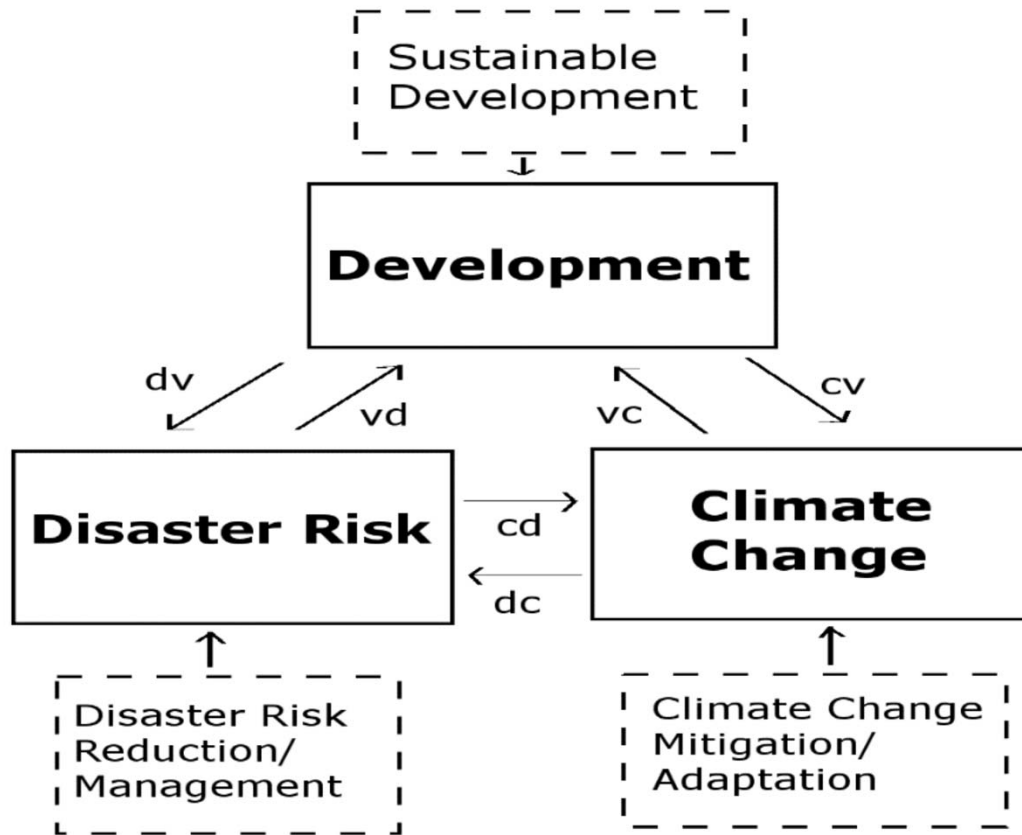 Sustainable
Development
Development
dv
vd
vc
cv
Disaster Risk
cd
dc
Climate
Change
Disaster Risk
Reduction/
Management
Climate Change
Mitigation/
Adaptation